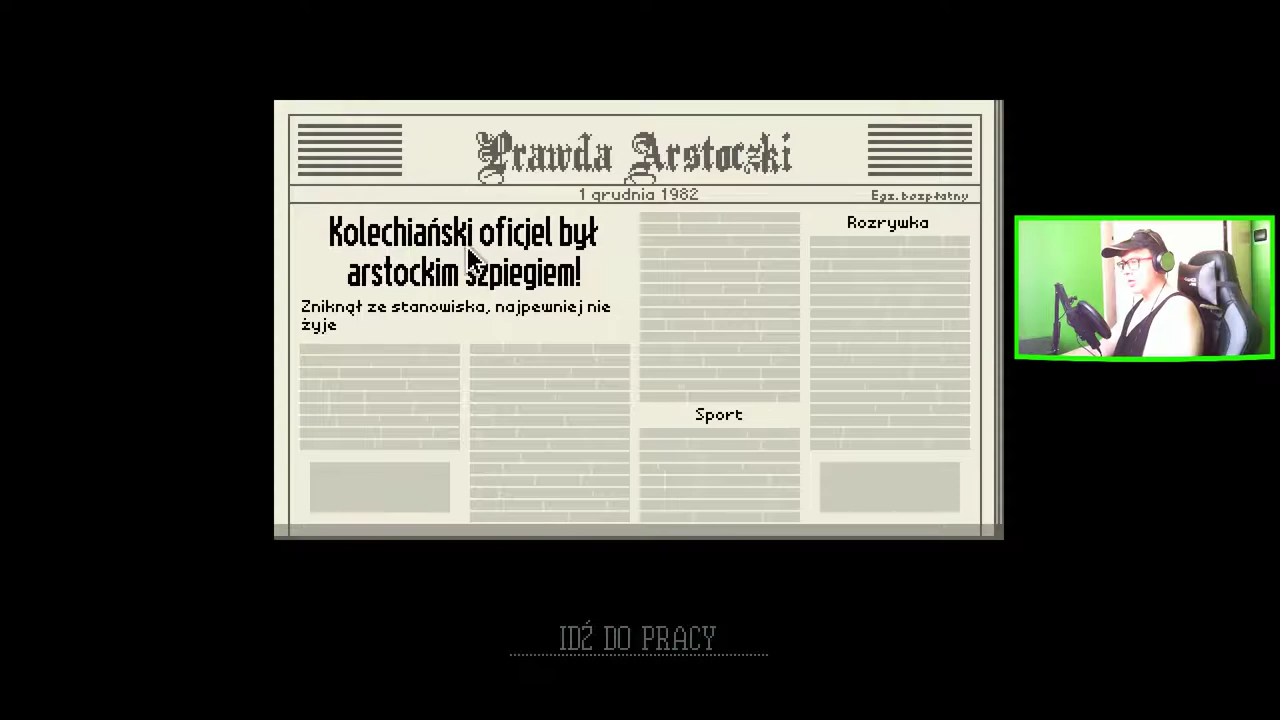 Prawda Arstoczki
1 grudnia 1982
Egz. bezpłatny
Kolechiański oficjel był
arstockim szpiegiem!
Zniknął ze stanowiska, najpewniej nie
żyje
Sport
Rozrywka
IDŹ DO PRACY